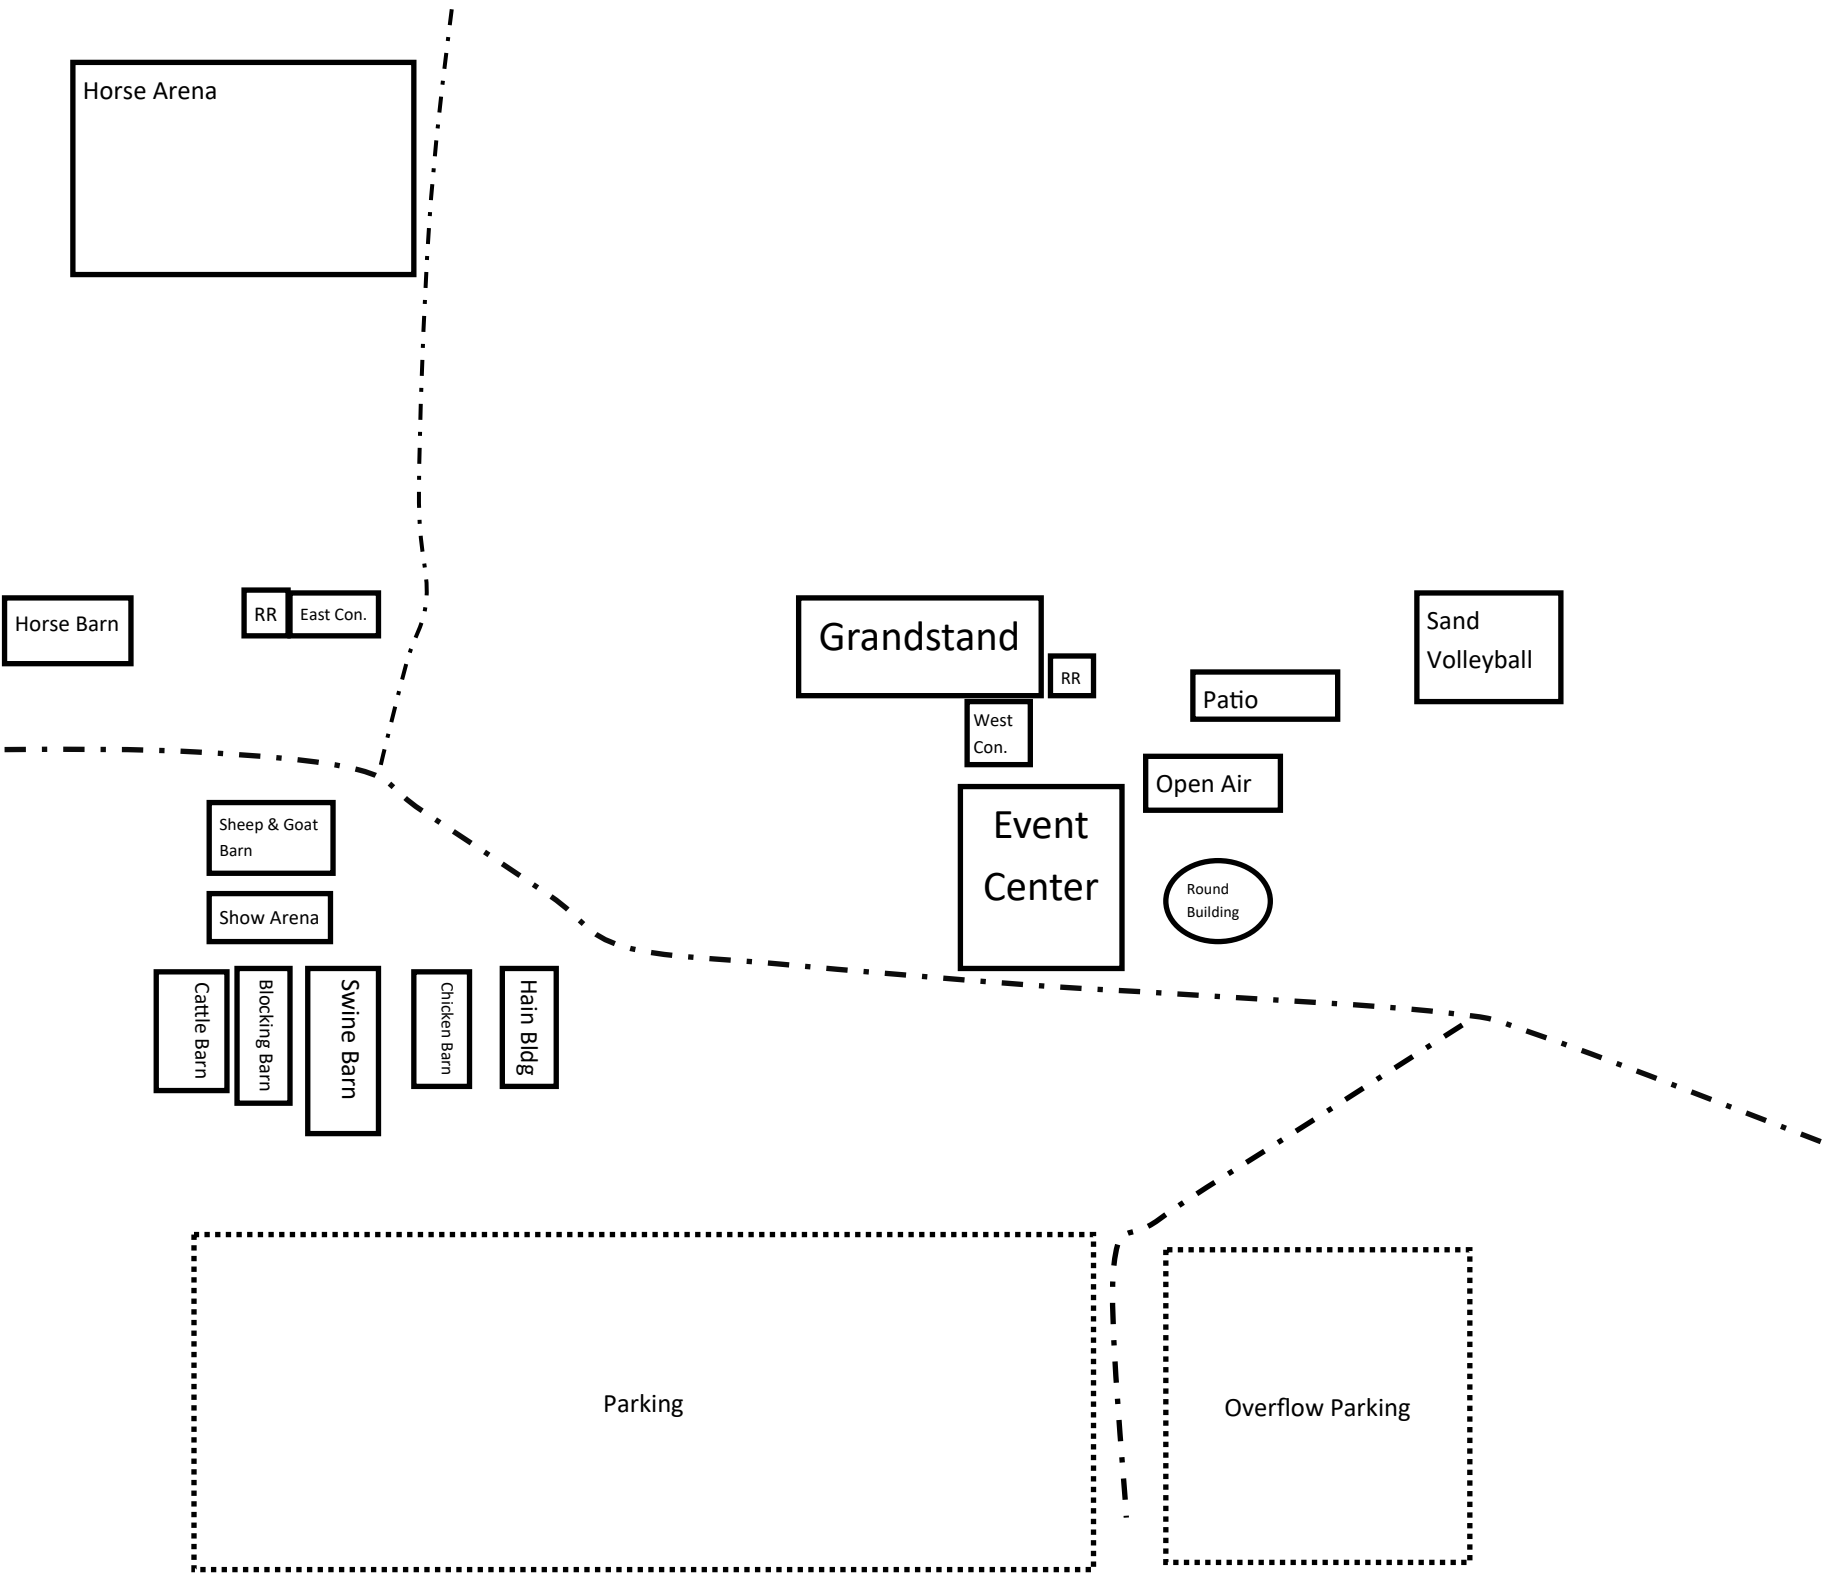 Horse Arena
Horse Barn
RR
East Con.
Grandstand
RR
West
Con.
Patio
Sand
Volleyball
Open Air
Event
Center
Round
Building
Sheep & Goat
Barn
Show Arena
Cattle Barn
Blocking Barn
Swine Barn
Chicken Barn
Hain Bldg
Parking
Overflow Parking